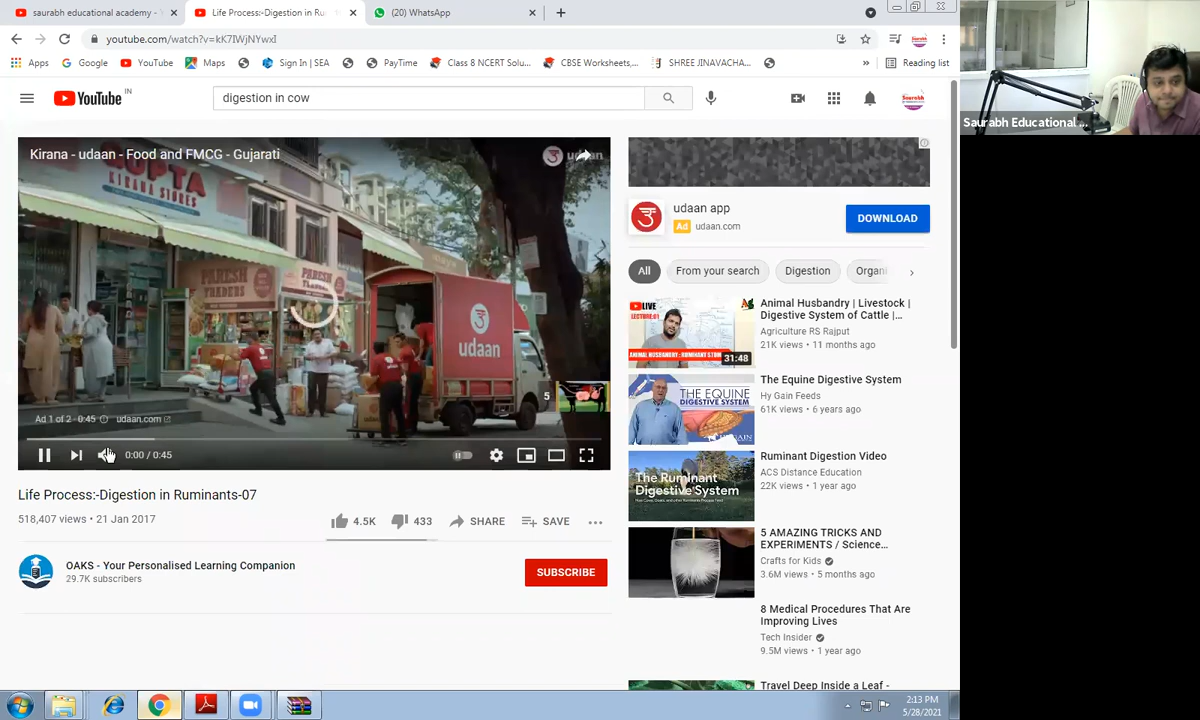 saurabh educational academy -
Life Process:-Digestion in Ru
(20) WhatsApp
youtube.com/watch?v=kK7IWjNYwxI
Apps
Google
YouTube
Maps
Sign In | SEA
PayTime
Class 8 NCERT Solu...
CBSE Worksheets,...
SHREE JINAVACHA...
Reading list
YouTube IN
digestion in cow
Saurabh Educational ...
Kirana - udaan - Food and FMCG - Gujarati
GUPTA
KIRANA STORES
PARESH
TRADERS
udaan
5
Ad 1 of 2 · 0:45
udaan.com
0:00 / 0:45
Life Process:-Digestion in Ruminants-07
518,407 views • 21 Jan 2017
4.5K
433
SHARE
SAVE
OAKS - Your Personalised Learning Companion
29.7K subscribers
SUBSCRIBE
udaan app
Ad udaan.com
DOWNLOAD
All
From your search
Digestion
Organi
LIVE
LECTURE:01
31:48
Animal Husbandry | Livestock |
Digestive System of Cattle |...
Agriculture RS Rajput
21K views • 11 months ago
THE EQUINE
DIGESTIVE SYSTEM
The Equine Digestive System
Hy Gain Feeds
61K views • 6 years ago
The Ruminant
Digestive System
Ruminant Digestion Video
ACS Distance Education
22K views • 1 year ago
5 AMAZING TRICKS AND
EXPERIMENTS / Science...
Crafts for Kids
3.6M views • 5 months ago
8 Medical Procedures That Are
Improving Lives
Tech Insider
9.5M views • 1 year ago
Travel Deep Inside a Leaf -
2:13 PM
5/28/2021